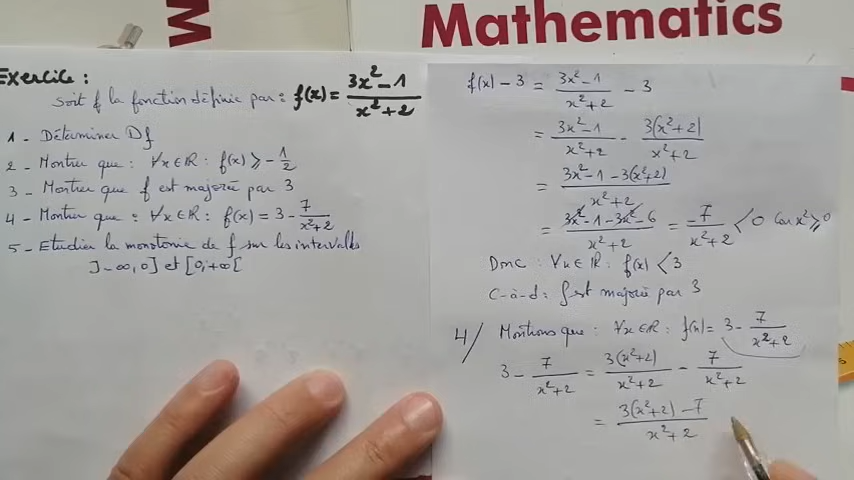 Mathematics
Exercice :
soit f la fonction définie par : f(x) = (3x² - 1)/(x² + 2)
1 - Déterminer Df
2 - Montrer que : ∀x ∈ ℝ : f(x) ≥ -1/2
3 - Montrer que f est majorée par 3
4 - Montrer que : ∀x ∈ ℝ : f(x) = 3 - 7/(x²+2)
5 - Etudier la monotonie de f sur les intervalles
]-∞, 0] et [0, +∞[
f(x) - 3 = (3x² - 1)/(x² + 2) - 3
= (3x² - 1)/(x² + 2) - 3(x² + 2)/(x² + 2)
= (3x² - 1 - 3(x² + 2))/(x² + 2)
= (3x² - 1 - 3x² - 6)/(x² + 2) = -7/(x² + 2) < 0 Car x² ≥ 0
Donc : ∀x ∈ ℝ : f(x) < 3
C-à-d : f est majorée par 3
4/ Montrons que : ∀x ∈ ℝ : f(x) = 3 - 7/(x² + 2)
3 - 7/(x² + 2) = 3(x² + 2)/(x² + 2) - 7/(x² + 2)
= (3(x² + 2) - 7)/(x² + 2)